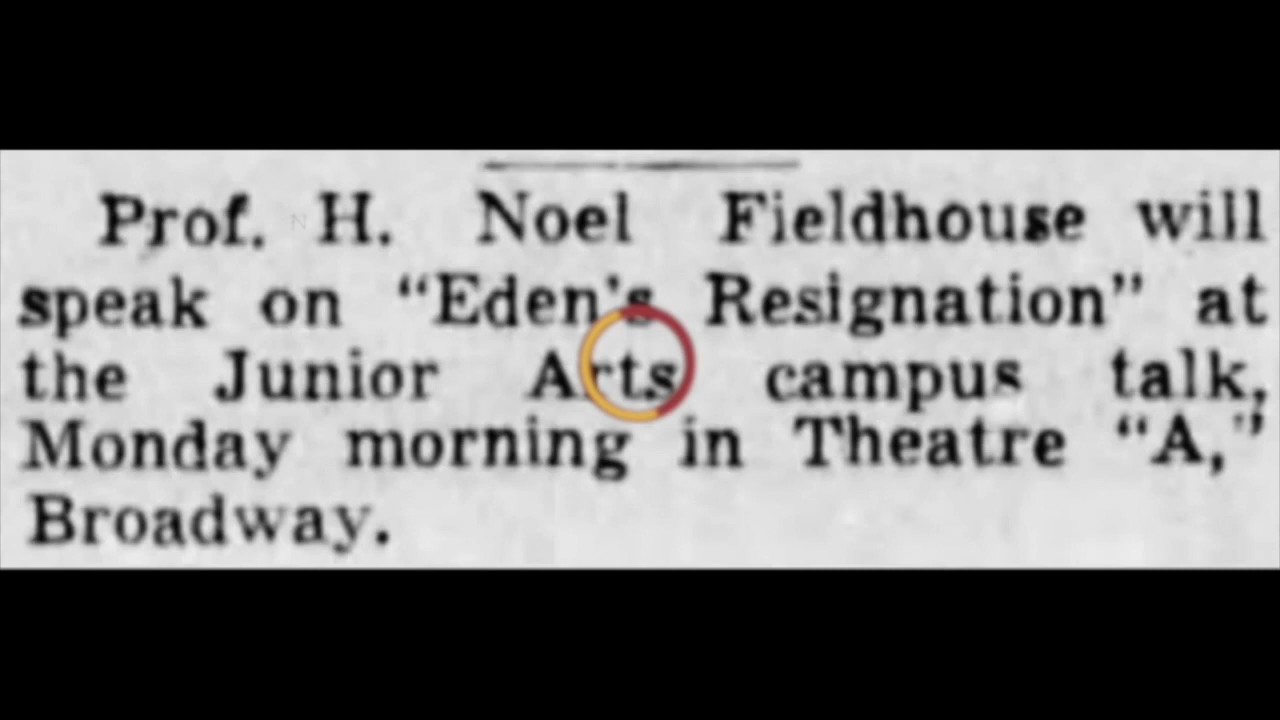 Prof. H. Noel Fieldhouse will
speak on “Eden's Resignation” at
the Junior Arts campus talk,
Monday morning in Theatre “A,”
Broadway.